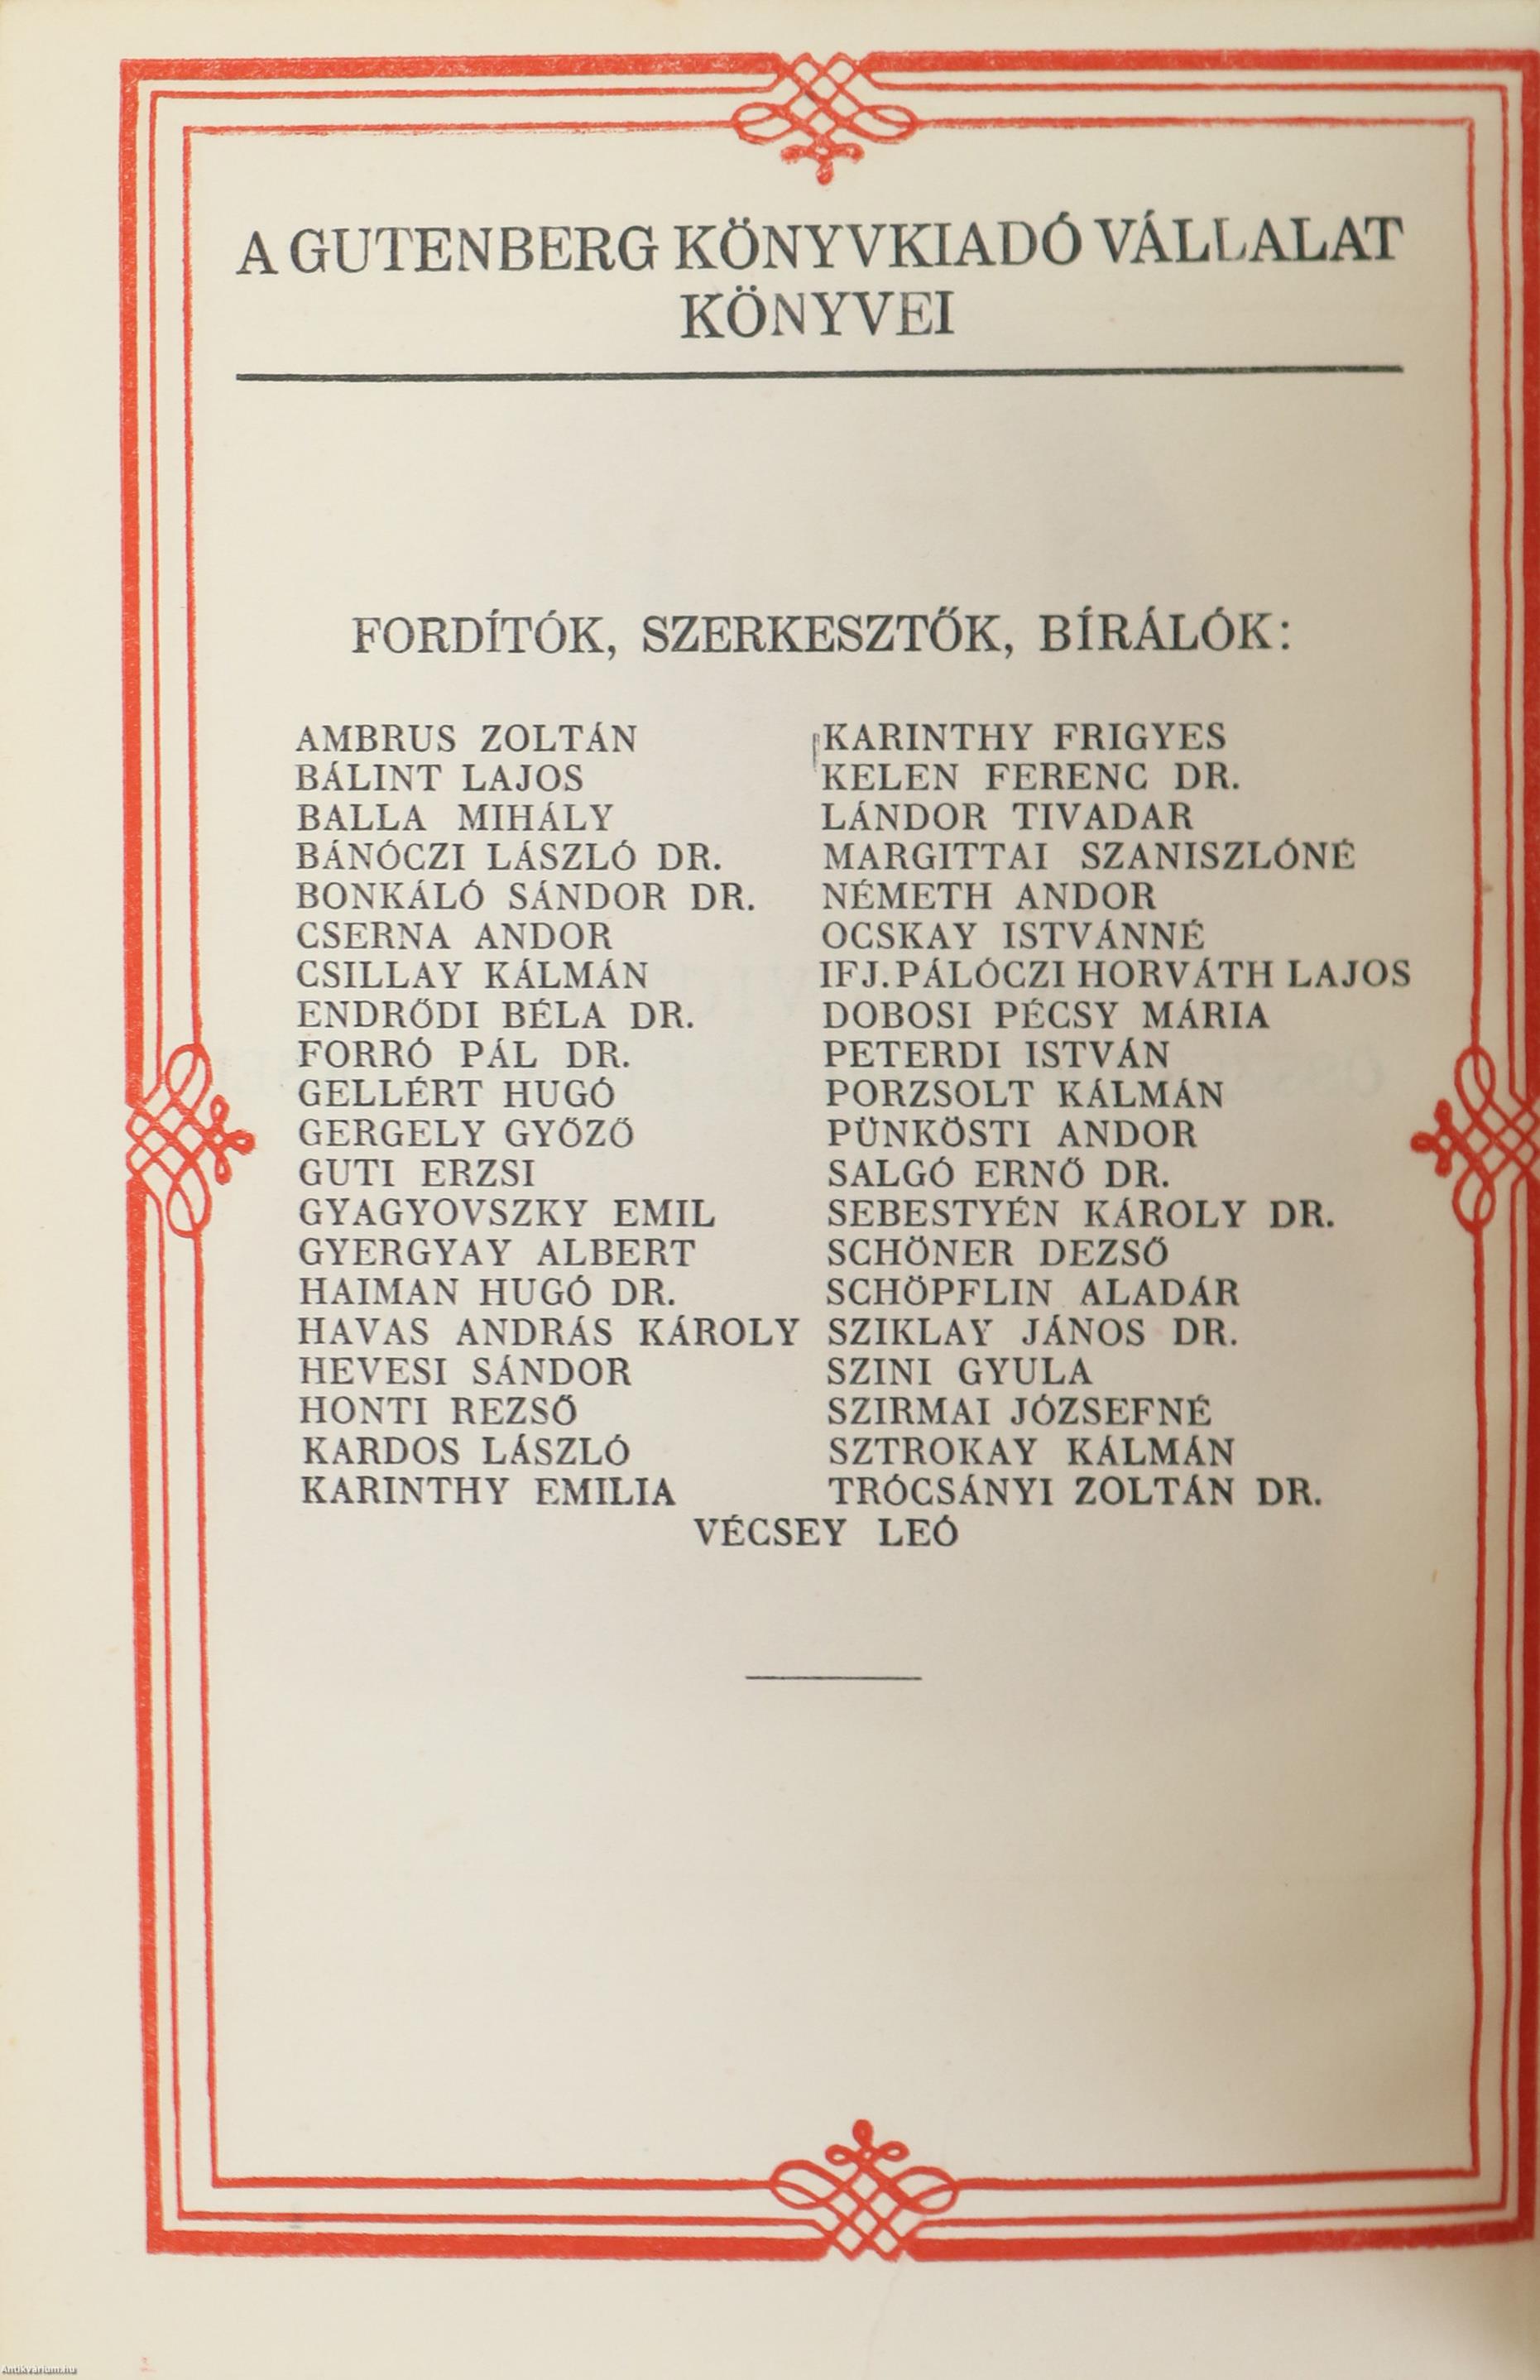 A GUTENBERG KÖNYVKIADÓ VÁLLALAT
KÖNYVEI
FORDÍTÓK, SZERKESZTŐK, BÍRÁLÓK:
AMBRUS ZOLTÁN
BÁLINT LAJOS
BALLA MIHÁLY
BÁNÓCZI LÁSZLÓ DR.
BONKÁLÓ SÁNDOR DR.
CSERNA ANDOR
CSILLAY KÁLMÁN
ENDRŐDI BÉLA DR.
FORRÓ PÁL DR.
GELLÉRT HUGÓ
GERGELY GYŐZŐ
GUTI ERZSI
GYAGYOVSZKY EMIL
GYERGYAY ALBERT
HAIMAN HUGÓ DR.
HAVAS ANDRÁS KÁROLY
HEVESI SÁNDOR
HONTI REZSŐ
KARDOS LÁSZLÓ
KARINTHY EMILIA
KARINTHY FRIGYES
KELEN FERENC DR.
LÁNDOR TIVADAR
MARGITTAI SZANISZLÓNÉ
NÉMETH ANDOR
OCSKAY ISTVÁNNÉ
IFJ. PÁLÓCZI HORVÁTH LAJOS
DOBOSI PÉCSY MÁRIA
PETERDI ISTVÁN
PORZSOLT KÁLMÁN
PÜNKÖSTI ANDOR
SALGÓ ERNŐ DR.
SEBESTYÉN KÁROLY DR.
SCHÖNER DEZSŐ
SCHÖPFLIN ALADÁR
SZIKLAY JÁNOS DR.
SZINI GYULA
SZIRMAI JÓZSEFNÉ
SZTROKAY KÁLMÁN
TRÓCSÁNYI ZOLTÁN DR.
VÉCSEY LEÓ
Antikvárium.hu